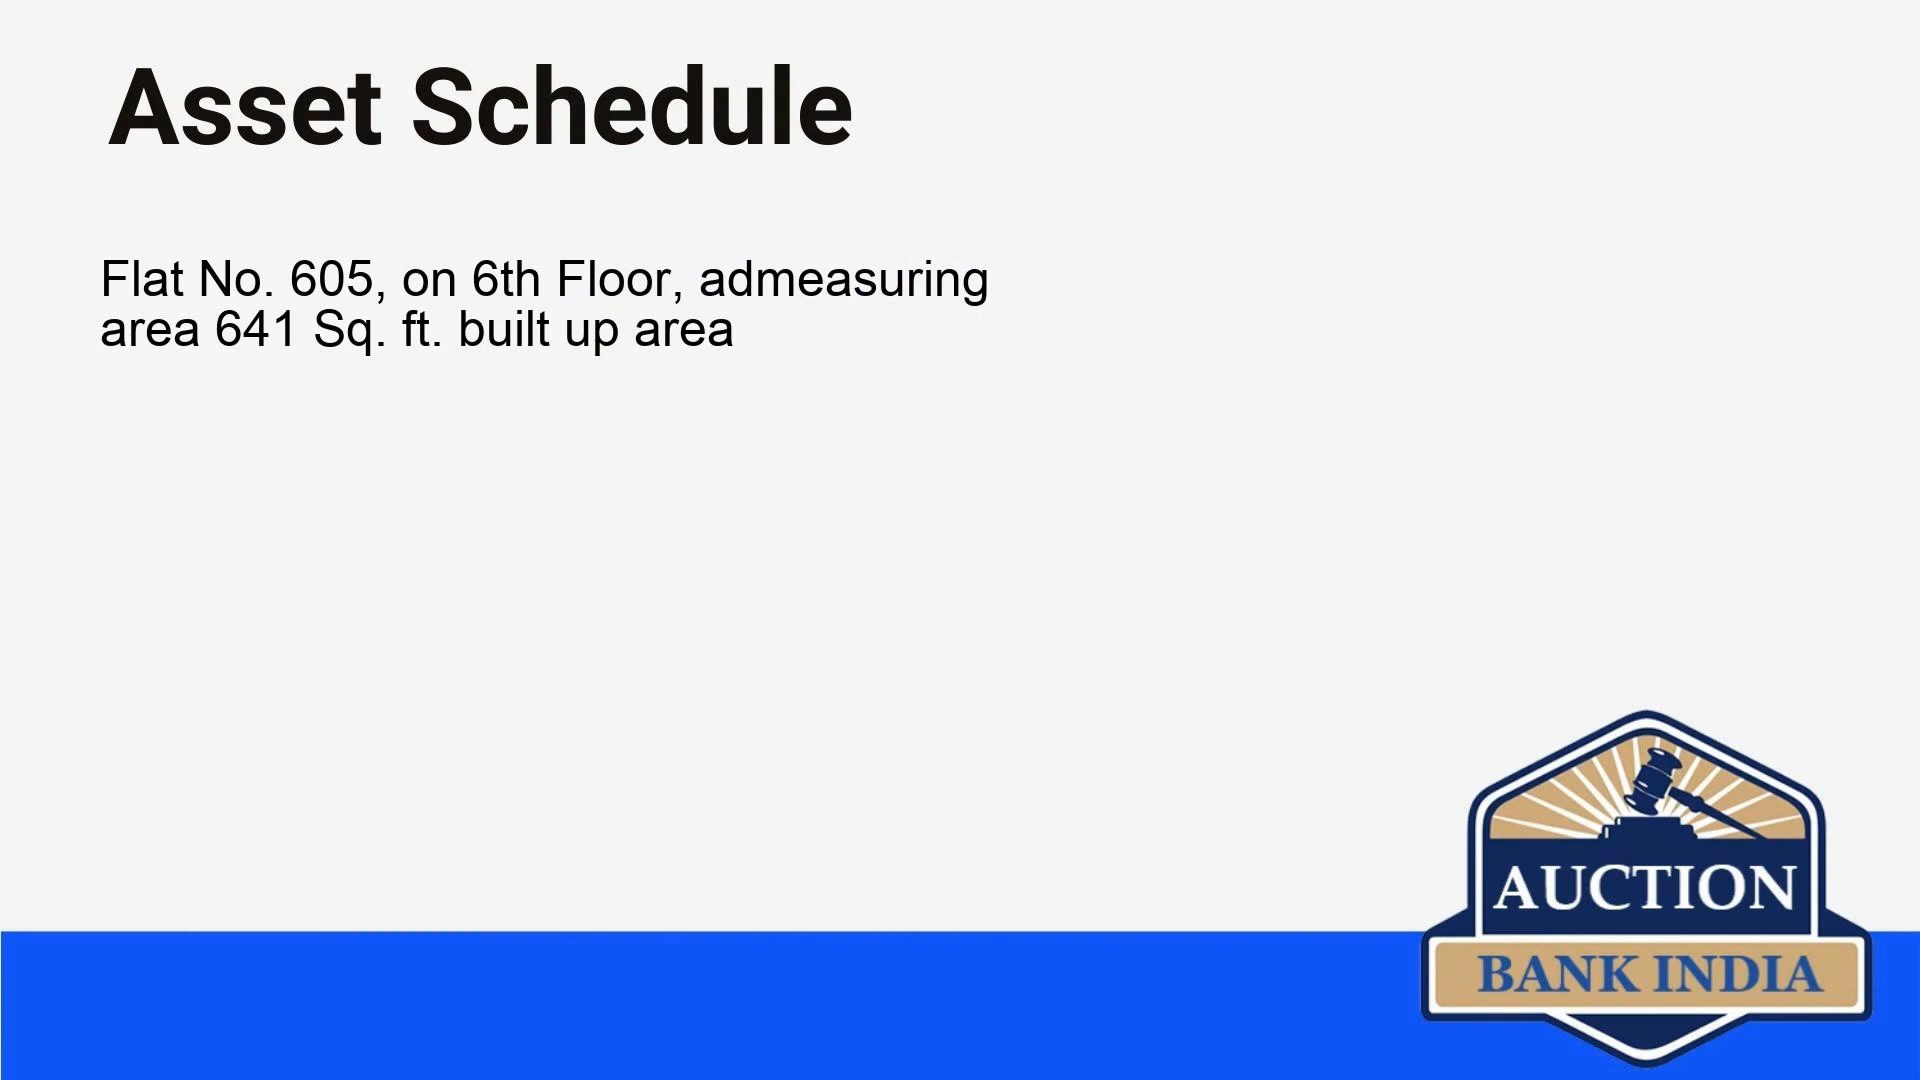 Asset Schedule
Flat No. 605, on 6th Floor, admeasuring
area 641 Sq. ft. built up area
AUCTION
BANK INDIA